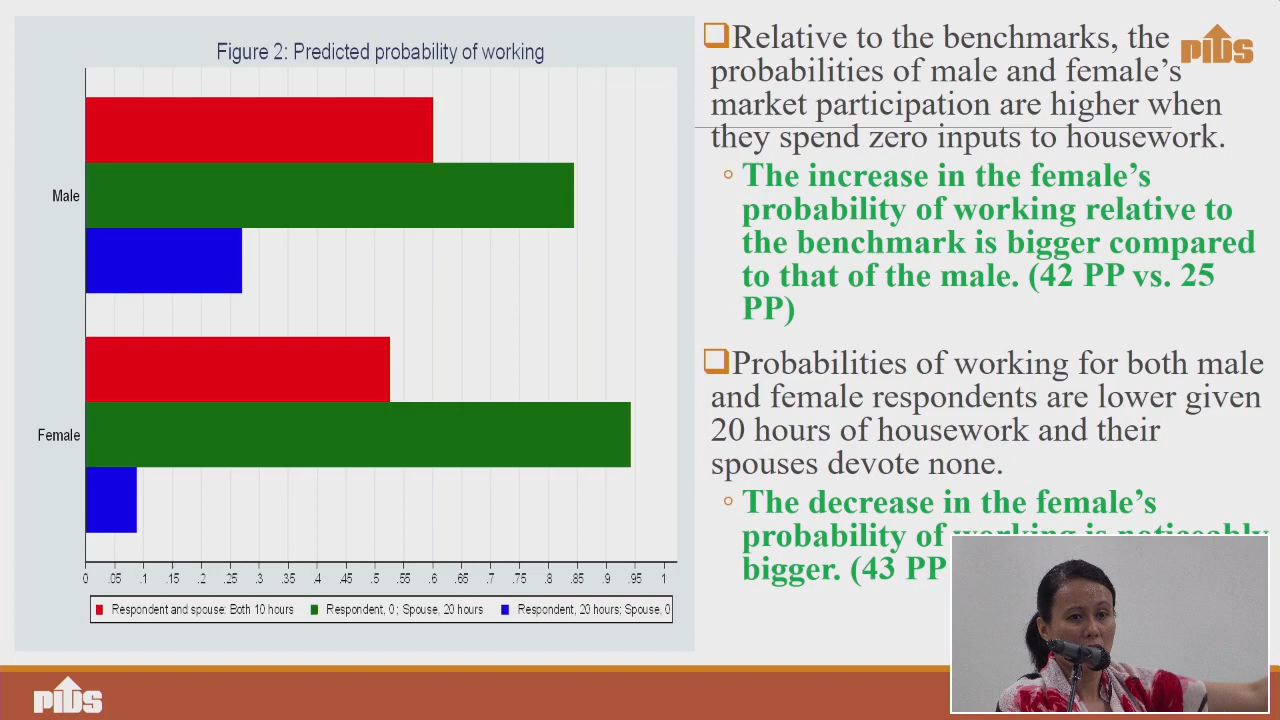 Figure 2: Predicted probability of working
Male
Female
0 .05 .1 .15 .2 .25 .3 .35 .4 .45 .5 .55 .6 .65 .7 .75 .8 .85 .9 .95 1
Respondent and spouse: Both 10 hours Respondent, 0 ; Spouse, 20 hours Respondent, 20 hours; Spouse, 0
PIDS
Relative to the benchmarks, the
probabilities of male and female's
market participation are higher when
they spend zero inputs to housework.
The increase in the female's
probability of working relative to
the benchmark is bigger compared
to that of the male. (42 PP vs. 25
PP)
Probabilities of working for both male
and female respondents are lower given
20 hours of housework and their
spouses devote none.
The decrease in the female's
probability of working is noticeably
bigger. (43 PP
PIDS